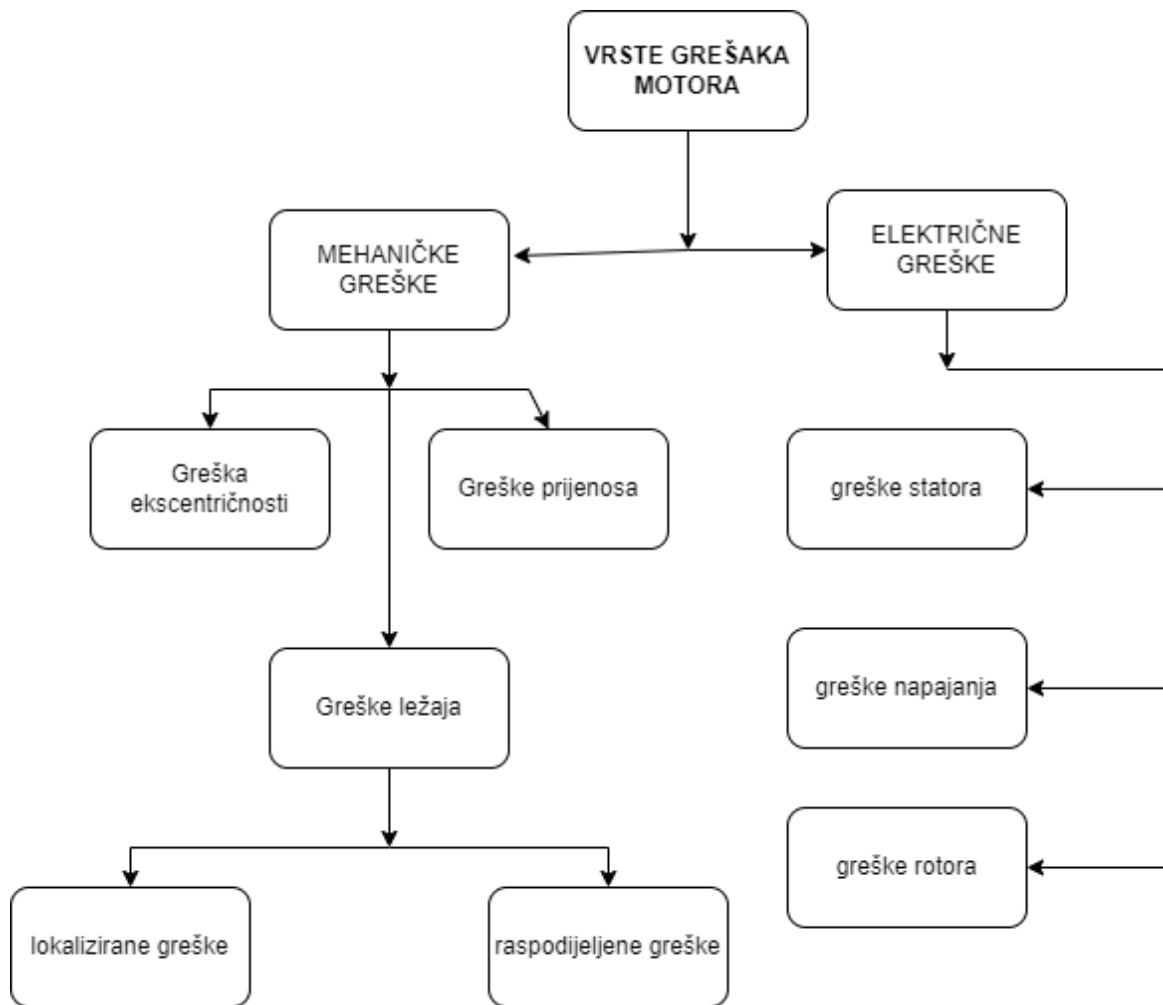 VRSTE GREŠAKA
MOTORA
MEHANIČKE
GREŠKE
ELEKTRIČNE
GREŠKE
Greška
ekscentričnosti
Greške prijenosa
greške statora
Greške ležaja
greške napajanja
greške rotora
lokalizirane greške
raspodijeljene greške